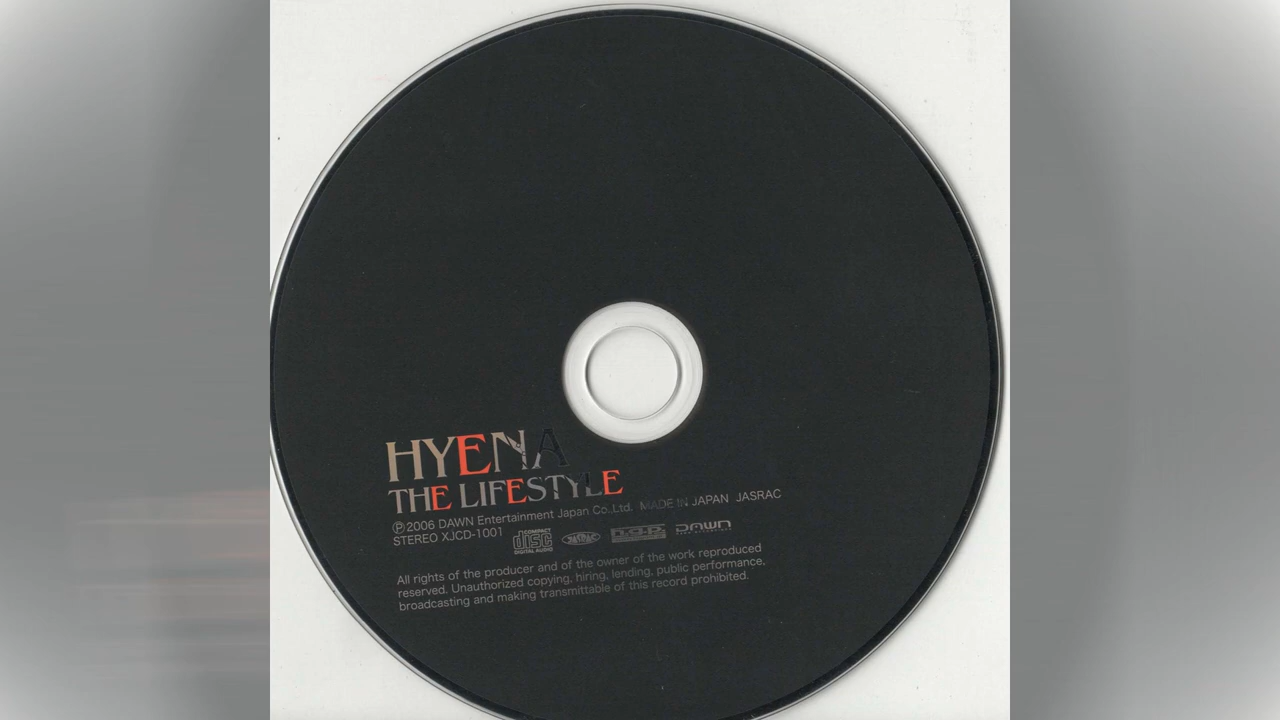 HYENA
THE LIFESTYLE
℗2006 DAWN Entertainment Japan Co.,Ltd. MADE IN JAPAN JASRAC
STEREO XJCD-1001 COMPACT disc DIGITAL AUDIO JASRAC DAWN
All rights of the producer and of the owner of the work reproduced
reserved. Unauthorized copying, hiring, lending, public performance,
broadcasting and making transmittable of this record prohibited.